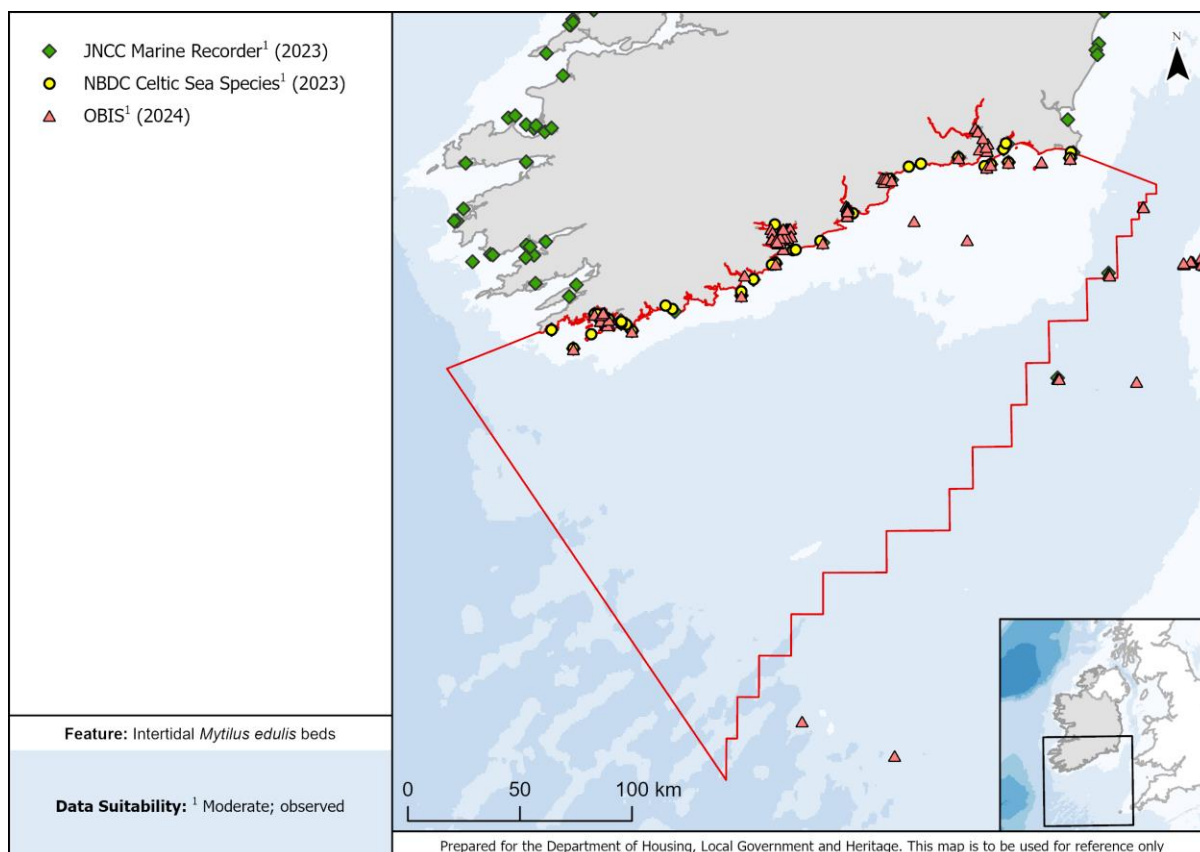 JNCC Marine Recorder¹ (2023)
NBDC Celtic Sea Species¹ (2023)
OBIS¹ (2024)
Feature: Intertidal Mytilus edulis beds
Data Suitability: ¹ Moderate; observed
N
0 50 100 km
Prepared for the Department of Housing, Local Government and Heritage. This map is to be used for reference only